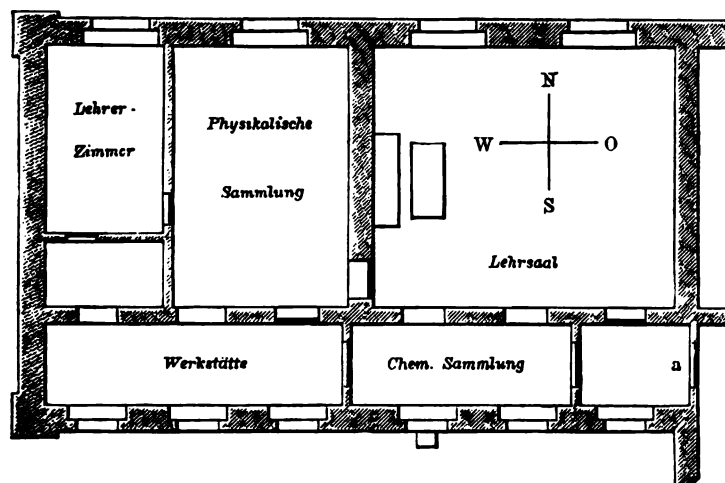 Lehrer-
Zimmer
Physikalische
Sammlung
N
W O
S
Lehrsaal
Werkstätte
Chem. Sammlung
a